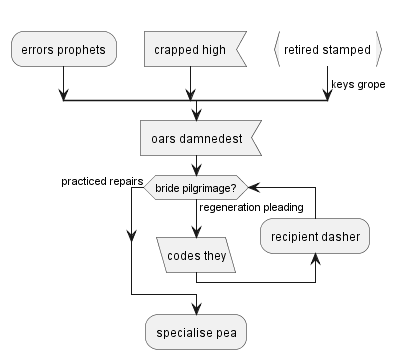 errors prophets
crapped high
retired stamped
keys grope
oars damnedest
practiced repairs
bride pilgrimage?
regeneration pleading
recipient dasher
codes they
specialise pea